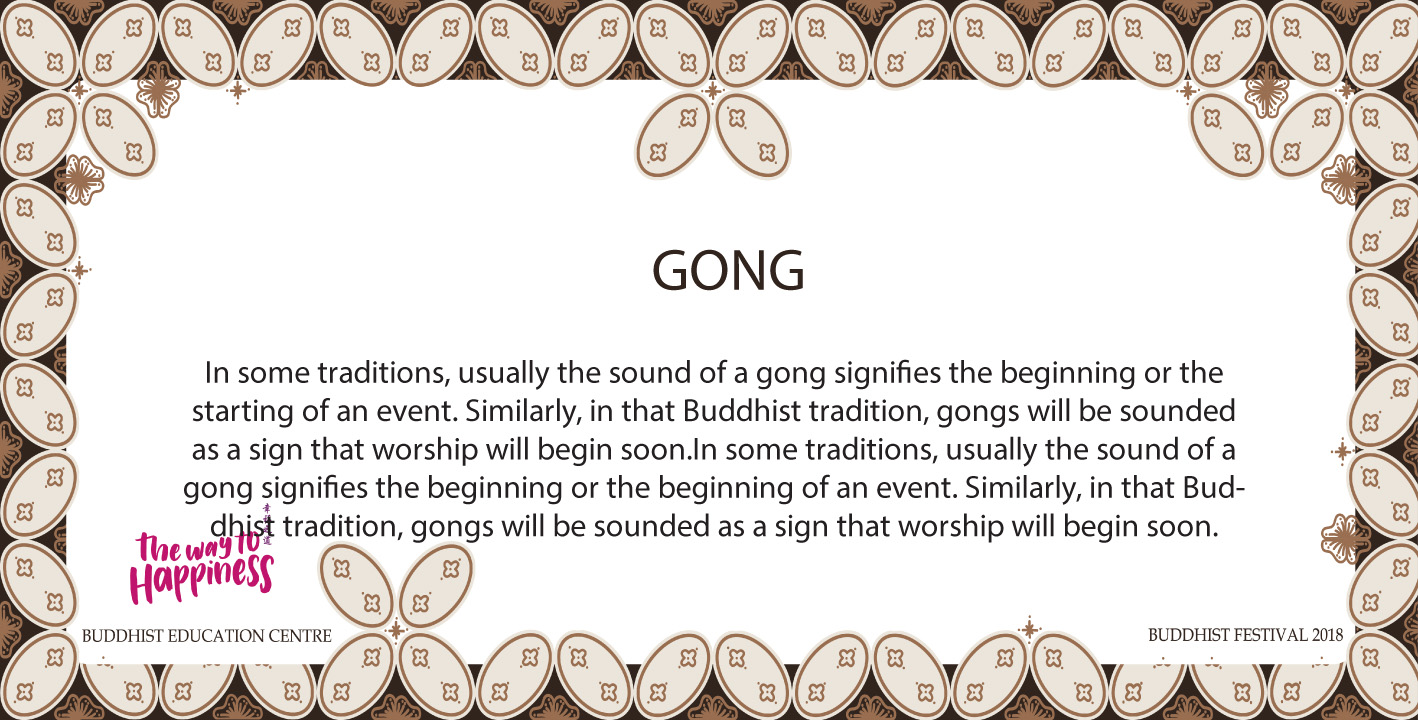 GONG
In some traditions, usually the sound of a gong signifies the beginning or the
starting of an event. Similarly, in that Buddhist tradition, gongs will be sounded
as a sign that worship will begin soon.In some traditions, usually the sound of a
gong signifies the beginning or the beginning of an event. Similarly, in that Bud-
dhist tradition, gongs will be sounded as a sign that worship will begin soon.
The way to
Happiness
BUDDHIST EDUCATION CENTRE
BUDDHIST FESTIVAL 2018